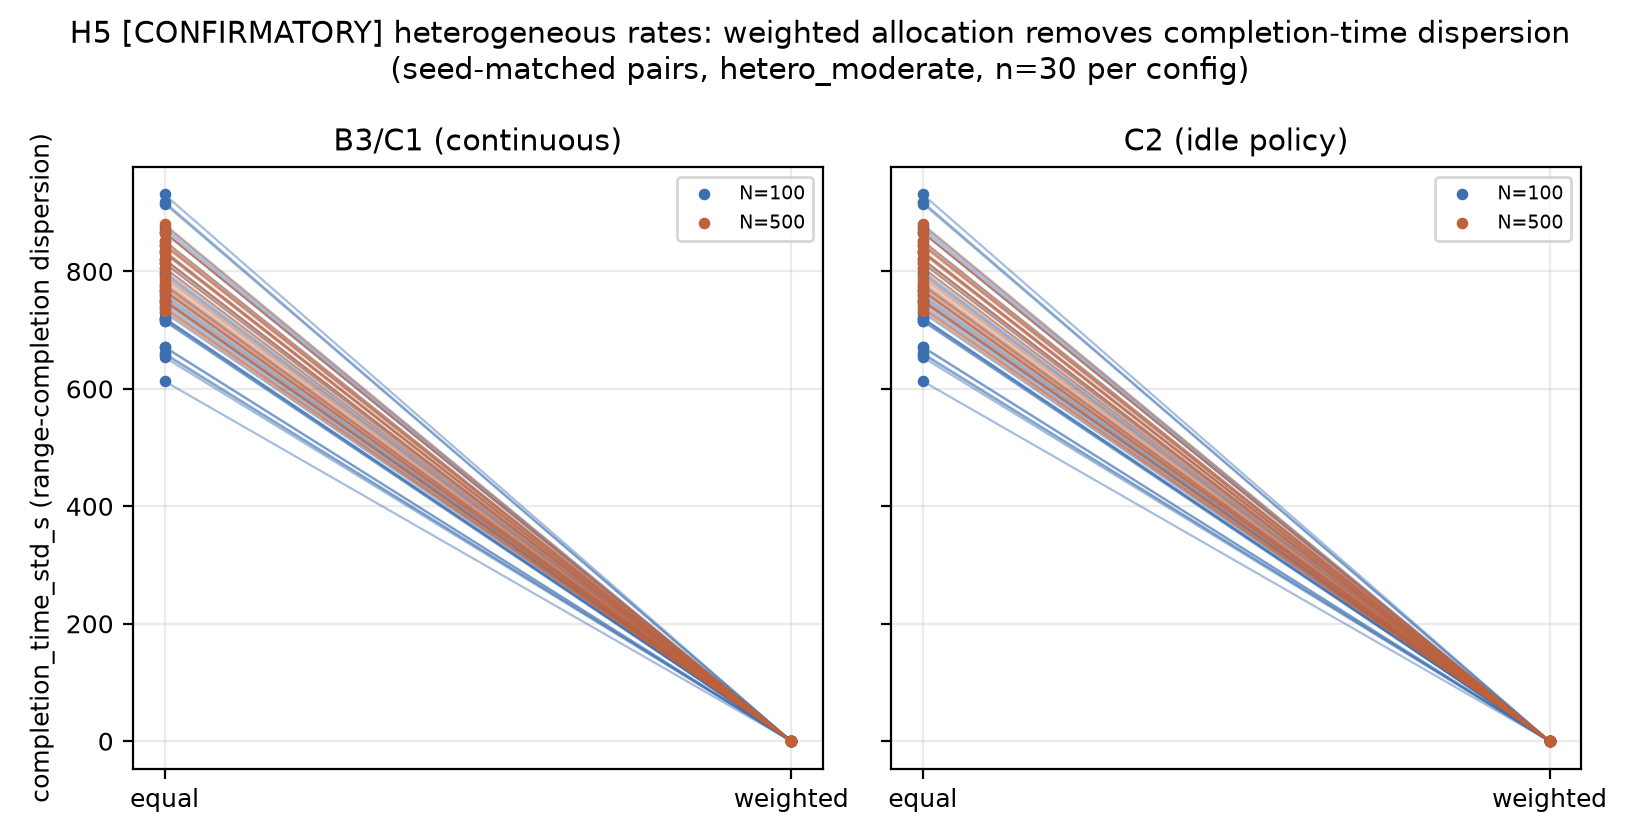 H5 [CONFIRMATORY] heterogeneous rates: weighted allocation removes completion-time dispersion
(seed-matched pairs, hetero_moderate, n=30 per config)
B3/C1 (continuous)
N=100
N=500
completion_time_std_s (range-completion dispersion)
800
600
400
200
0
equal
weighted
C2 (idle policy)
N=100
N=500
equal
weighted